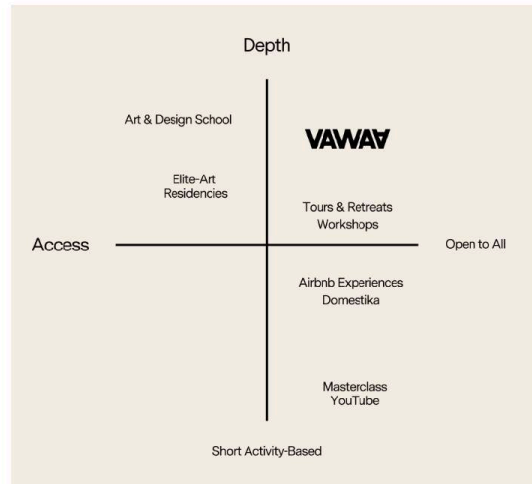 Depth
Art & Design School
VAWAA
Elite-Art
Residencies
Tours & Retreats
Workshops
Access
Open to All
Airbnb Experiences
Domestika
Masterclass
YouTube
Short Activity-Based